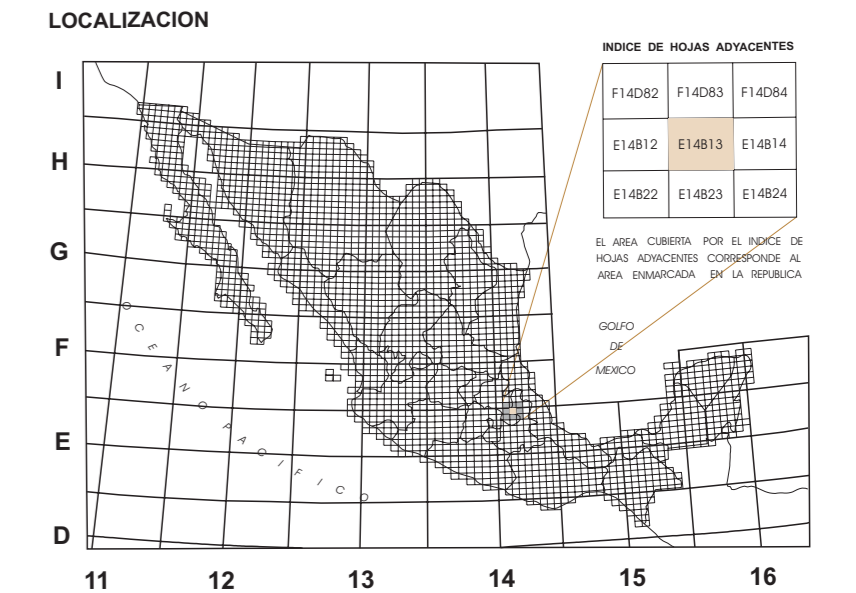 LOCALIZACION
INDICE DE HOJAS ADYACENTES
F14D82 F14D83 F14D84
E14B12 E14B13 E14B14
E14B22 E14B23 E14B24
EL AREA CUBIERTA POR EL INDICE DE
HOJAS ADYACENTES CORRESPONDE AL
AREA ENMARCADA EN LA REPUBLICA
I
H
G
F
E
D
GOLFO
DE
MEXICO
OCEANO PACIFICO
11 12 13 14 15 16